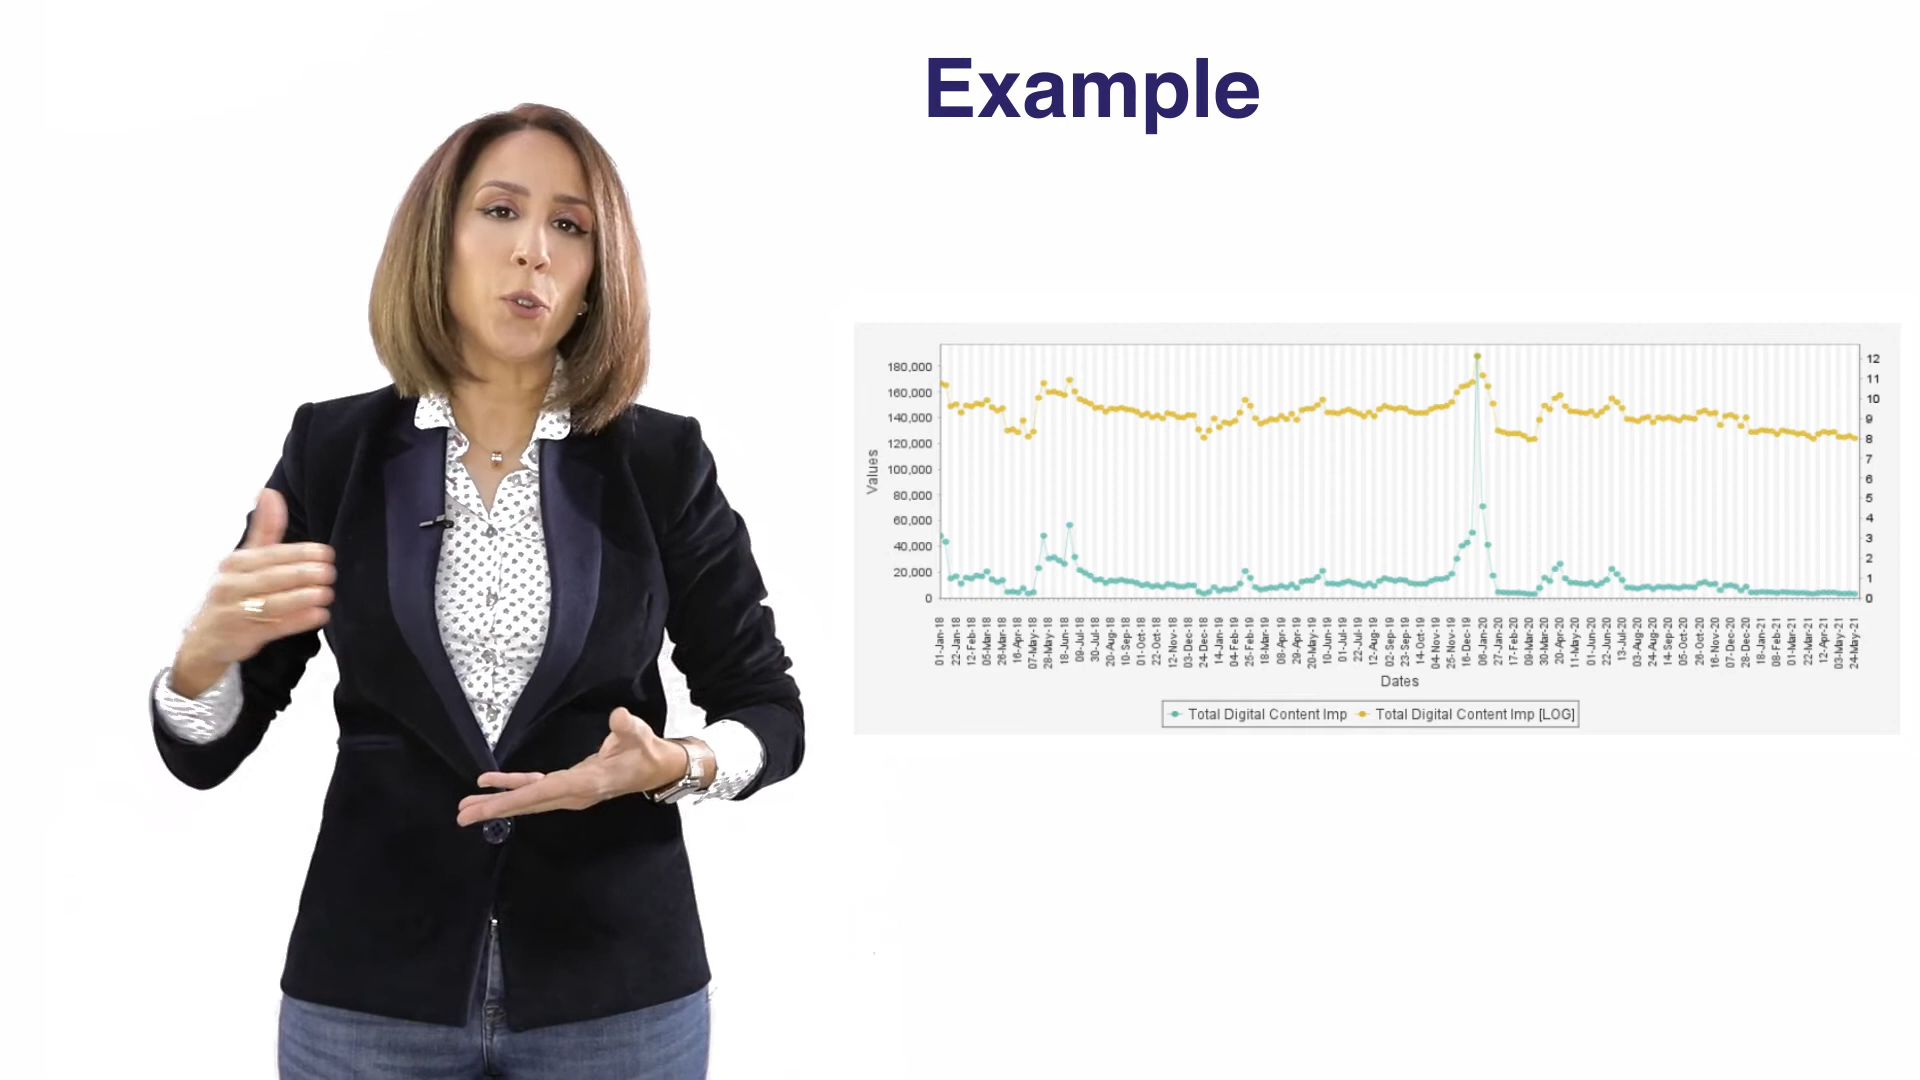 Example
180,000
160,000
140,000
120,000
100,000
80,000
60,000
40,000
20,000
0
Values
12
11
10
9
8
7
6
5
4
3
2
1
0
01-Jan-18
22-Jan-18
12-Feb-18
05-Mar-18
26-Mar-18
16-Apr-18
07-May-18
28-May-18
18-Jun-18
09-Jul-18
30-Jul-18
20-Aug-18
10-Sep-18
01-Oct-18
22-Oct-18
12-Nov-18
03-Dec-18
24-Dec-18
14-Jan-19
04-Feb-19
25-Feb-19
18-Mar-19
08-Apr-19
29-Apr-19
20-May-19
10-Jun-19
01-Jul-19
22-Jul-19
12-Aug-19
02-Sep-19
23-Sep-19
14-Oct-19
04-Nov-19
25-Nov-19
16-Dec-19
06-Jan-20
27-Jan-20
17-Feb-20
09-Mar-20
30-Mar-20
20-Apr-20
11-May-20
01-Jun-20
22-Jun-20
13-Jul-20
03-Aug-20
24-Aug-20
14-Sep-20
05-Oct-20
26-Oct-20
16-Nov-20
07-Dec-20
28-Dec-20
18-Jan-21
08-Feb-21
01-Mar-21
22-Mar-21
12-Apr-21
03-May-21
24-May-21
Dates
Total Digital Content Imp Total Digital Content Imp [LOG]